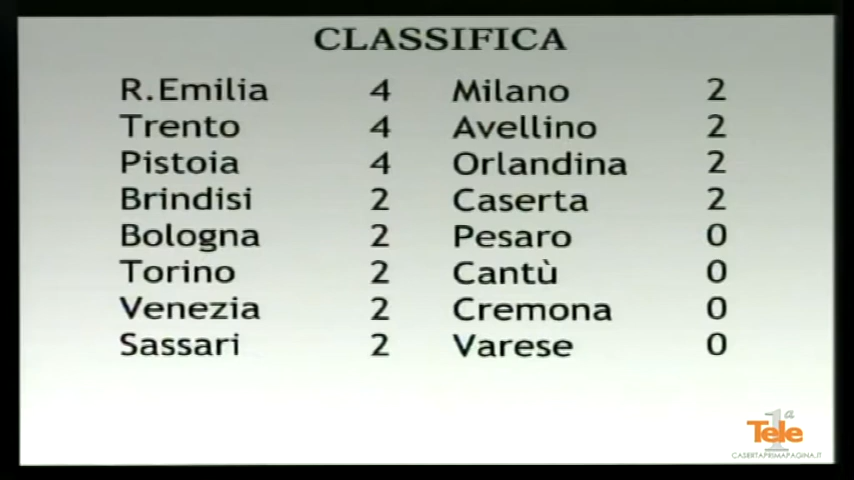 CLASSIFICA
R.Emilia 4 Milano 2
Trento 4 Avellino 2
Pistoia 4 Orlandina 2
Brindisi 2 Caserta 2
Bologna 2 Pesaro 0
Torino 2 Cantù 0
Venezia 2 Cremona 0
Sassari 2 Varese 0
1a
Tele
CASERTAPRIMAPAGINA.IT